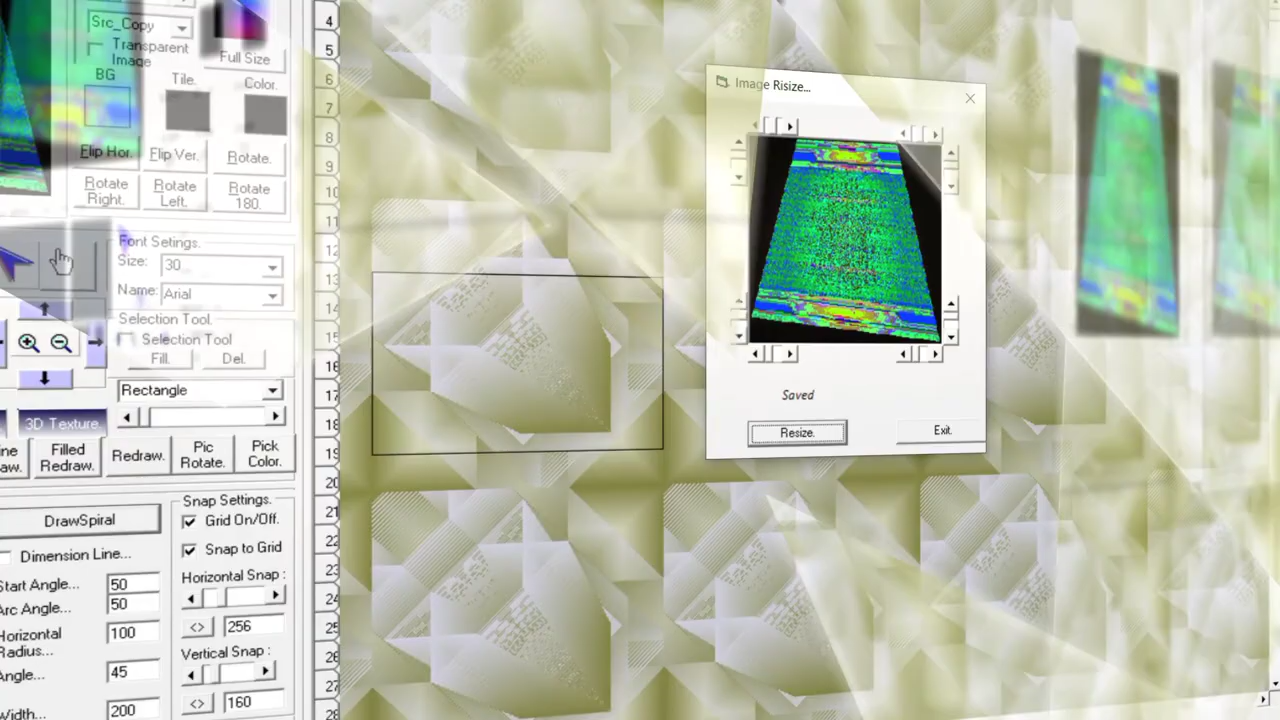 Src_Copy
Transparent
Image
Full Size
BG
Tile.
Color.
Flip Hor.
Flip Ver.
Rotate.
Rotate
Right.
Rotate
Left.
Rotate
180.
Font Setings.
Size:
30
Name:
Arial
Selection Tool.
Selection Tool
Fill.
Del.
Rectangle
3D Texture.
Filled
Redraw.
Redraw.
Pic
Rotate.
Pick
Color.
DrawSpiral
Dimension Line...
Start Angle...
50
Arc Angle...
50
Horizontal
Radius...
100
Angle...
45
Width...
200
Snap Settings.
Grid On/Off.
Snap to Grid
Horizontal Snap :
<>
256
Vertical Snap :
<>
160
4
5
6
7
8
9
10
11
12
13
14
15
16
17
18
19
20
21
22
23
24
25
26
27
28
Image Risize...
Saved
Resize.
Exit.